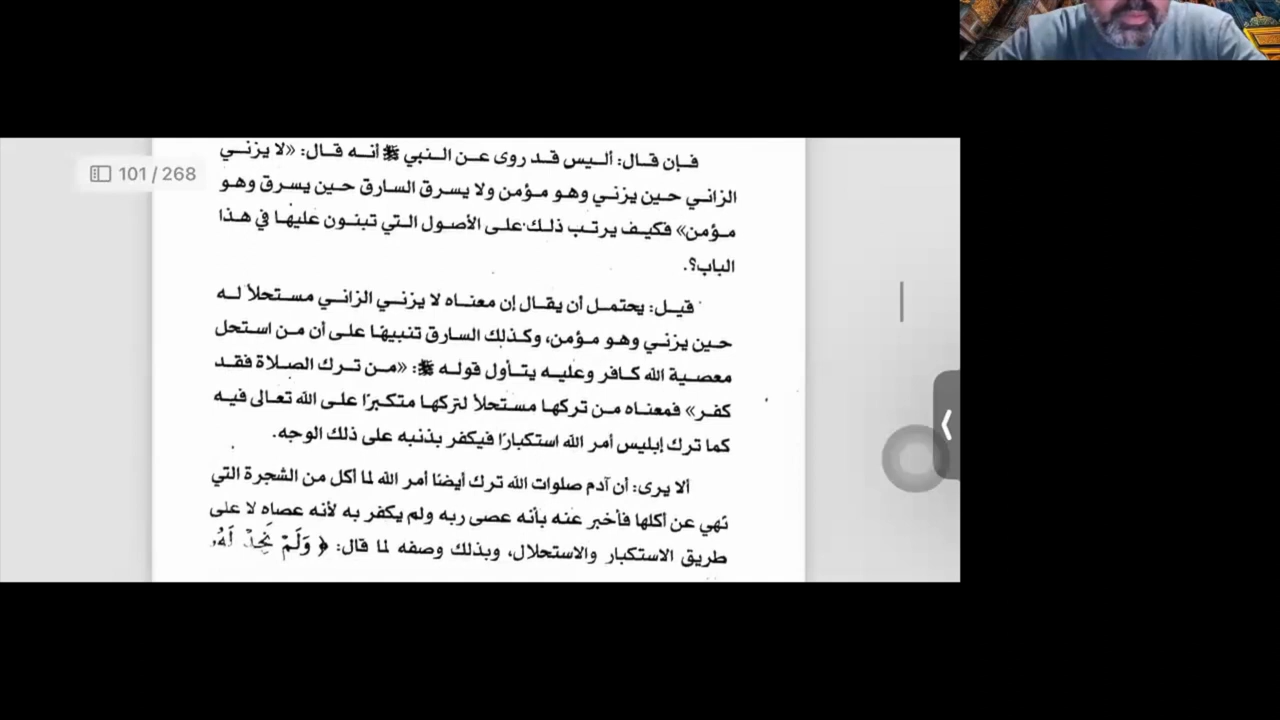 101 / 268
فإن قال: أليس قد روى عن النبي ﷺ أنه قال: «لا يزني
الزاني حين يزني وهو مؤمن ولا يسرق السارق حين يسرق وهو
مؤمن» فكيف يرتب ذلك على الأصول التي تبنون عليها في هذا
الباب؟.
قيل: يحتمل أن يقال إن معناه لا يزني الزاني مستحلاً له
حين يزني وهو مؤمن، وكذلك السارق تنبيهًا على أن من استحل
معصية الله كافر وعليه يتأول قوله ﷺ: «من ترك الصلاة فقد
كفر» فمعناه من تركها مستحلاً لتركها متكبرًا على الله تعالى فيه
كما ترك إبليس أمر الله استكبارًا فيكفر بذنبه على ذلك الوجه.
ألا يرى: أن آدم صلوات الله ترك أيضًا أمر الله لما أكل من الشجرة التي
نهي عن أكلها فأخبر عنه بأنه عصى ربه ولم يكفر به لأنه عصاه لا على
طريق الاستكبار والاستحلال، وبذلك وصفه لما قال: ﴿ وَلَمْ نَجِدْ لَهُ